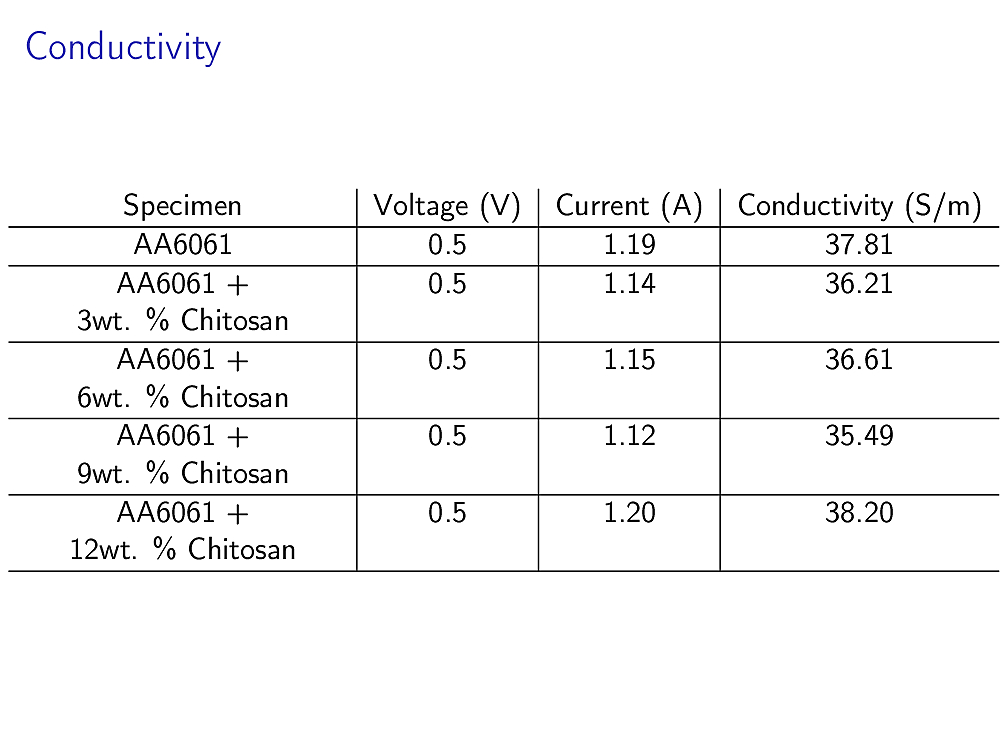 Conductivity
Specimen Voltage (V) Current (A) Conductivity (S/m)
AA6061 0.5 1.19 37.81
AA6061 + 0.5 1.14 36.21
3wt. % Chitosan
AA6061 + 0.5 1.15 36.61
6wt. % Chitosan
AA6061 + 0.5 1.12 35.49
9wt. % Chitosan
AA6061 + 0.5 1.20 38.20
12wt. % Chitosan